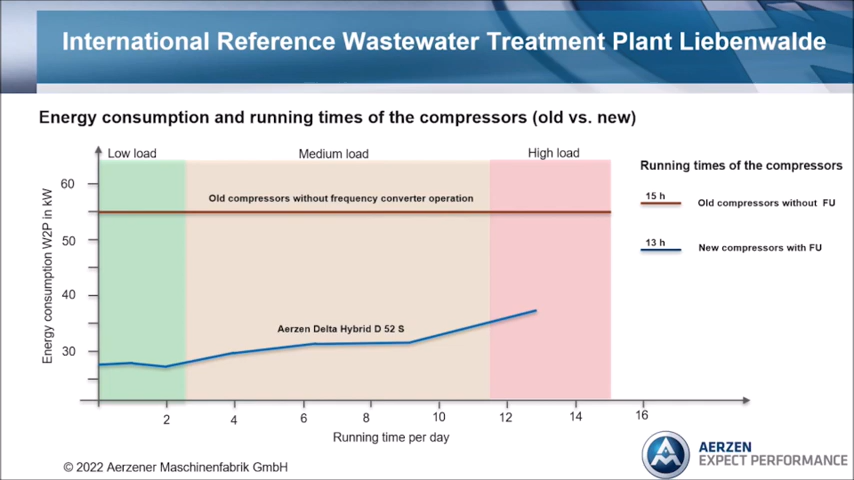 International Reference Wastewater Treatment Plant Liebenwalde
Energy consumption and running times of the compressors (old vs. new)
Low load
Medium load
High load
Running times of the compressors
60
50
40
30
Energy consumption W2P in kW
Old compressors without frequency converter operation
15 h
Old compressors without FU
13 h
New compressors with FU
Aerzen Delta Hybrid D 52 S
2
4
6
8
10
12
14
16
Running time per day
AERZEN
EXPECT PERFORMANCE
© 2022 Aerzener Maschinenfabrik GmbH